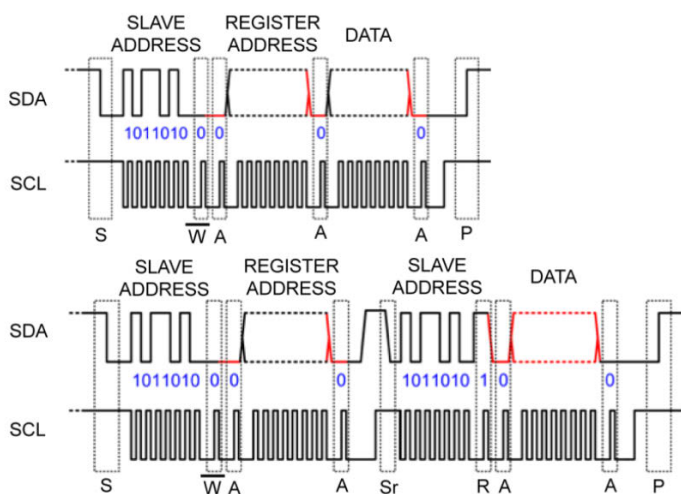 SLAVE ADDRESS REGISTER ADDRESS DATA
SDA
1011010 0 0 0 0
SCL
S W A A A P
SLAVE ADDRESS REGISTER ADDRESS SLAVE ADDRESS DATA
SDA
1011010 0 0 0 1011010 1 0 0
SCL
S W A A Sr R A A P